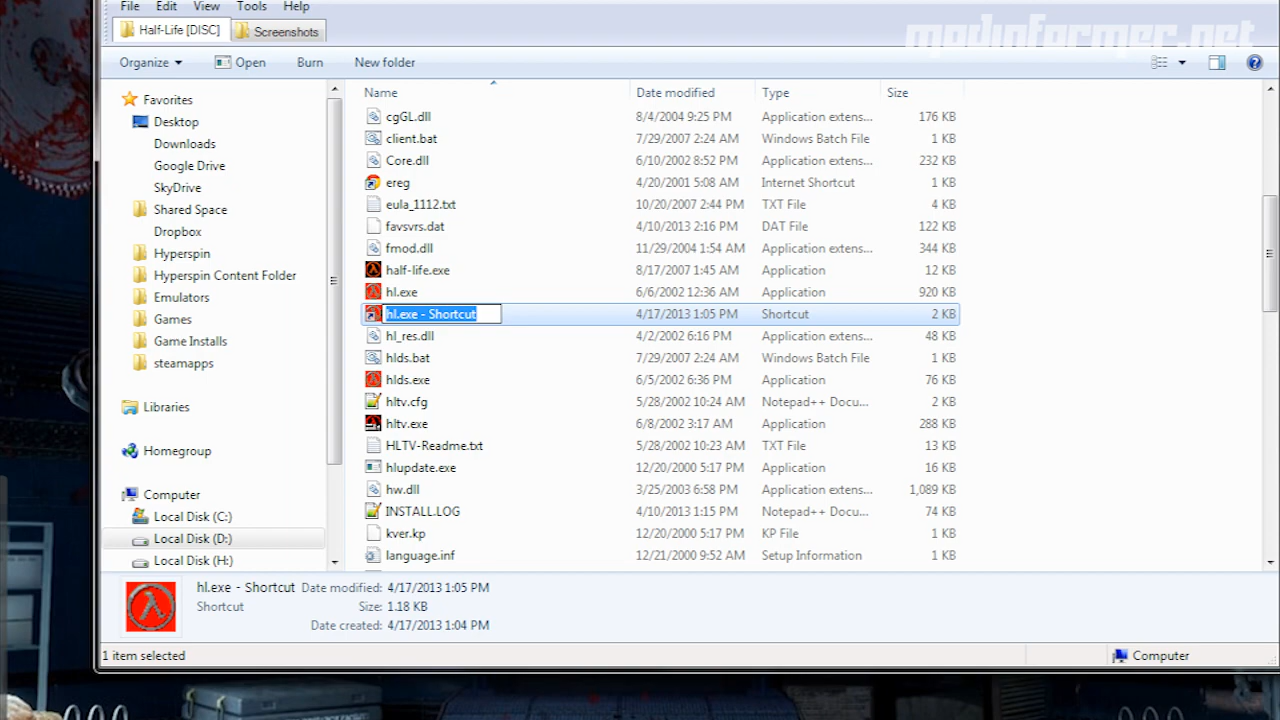 File Edit View Tools Help
modinformer.net
Half-Life [DISC] Screenshots
Organize Open Burn New folder
Favorites
Desktop
Downloads
Google Drive
SkyDrive
Shared Space
Dropbox
Hyperspin
Hyperspin Content Folder
Emulators
Games
Game Installs
steamapps
Libraries
Homegroup
Computer
Local Disk (C:)
Local Disk (D:)
Local Disk (H:)
Name Date modified Type Size
cgGL.dll 8/4/2004 9:25 PM Application extens... 176 KB
client.bat 7/29/2007 2:24 AM Windows Batch File 1 KB
Core.dll 6/10/2002 8:52 PM Application extens... 232 KB
ereg 4/20/2001 5:08 AM Internet Shortcut 1 KB
eula_1112.txt 10/20/2007 2:44 PM TXT File 4 KB
favsvrs.dat 4/10/2013 2:16 PM DAT File 122 KB
fmod.dll 11/29/2004 1:54 AM Application extens... 344 KB
half-life.exe 8/17/2007 1:45 AM Application 12 KB
hl.exe 6/6/2002 12:36 AM Application 920 KB
hl.exe - Shortcut 4/17/2013 1:05 PM Shortcut 2 KB
hl_res.dll 4/2/2002 6:16 PM Application extens... 48 KB
hlds.bat 7/29/2007 2:24 AM Windows Batch File 1 KB
hlds.exe 6/5/2002 6:36 PM Application 76 KB
hltv.cfg 5/28/2002 10:24 AM Notepad++ Docu... 2 KB
hltv.exe 6/8/2002 3:17 AM Application 288 KB
HLTV-Readme.txt 5/28/2002 10:23 AM TXT File 13 KB
hlupdate.exe 12/20/2000 5:17 PM Application 16 KB
hw.dll 3/25/2003 6:58 PM Application extens... 1,089 KB
INSTALL.LOG 4/10/2013 1:15 PM Notepad++ Docu... 74 KB
kver.kp 12/20/2000 5:17 PM KP File 1 KB
language.inf 12/21/2000 9:52 AM Setup Information 1 KB
hl.exe - Shortcut Date modified: 4/17/2013 1:05 PM
Shortcut Size: 1.18 KB
Date created: 4/17/2013 1:04 PM
1 item selected Computer